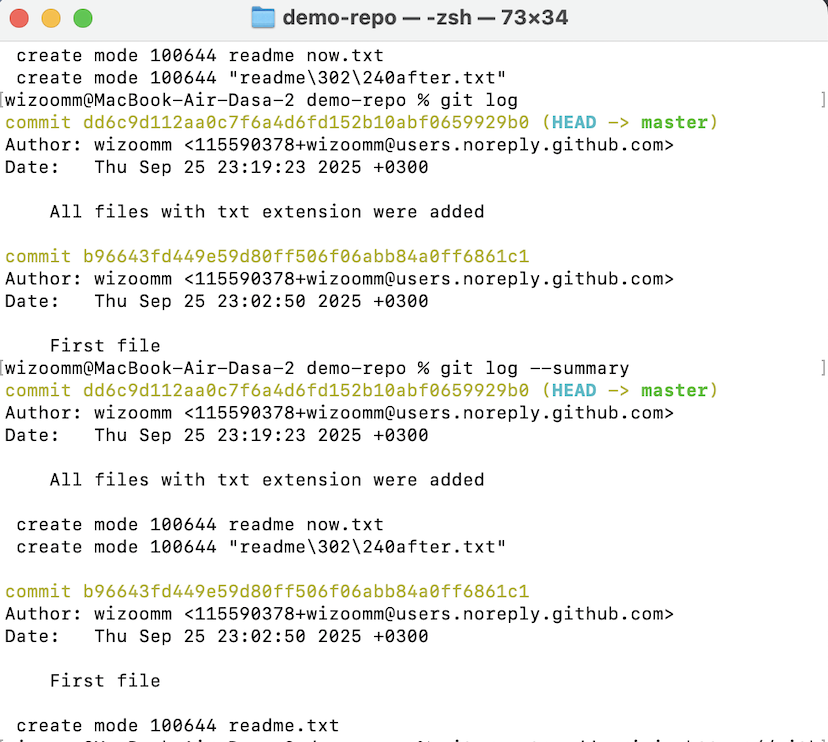 demo-repo — -zsh — 73×34
create mode 100644 readme now.txt
create mode 100644 "readme\302\240after.txt"
[wizoomm@MacBook-Air-Dasa-2 demo-repo % git log ]
commit dd6c9d112aa0c7f6a4d6fd152b10abf0659929b0 (HEAD -> master)
Author: wizoomm <115590378+wizoomm@users.noreply.github.com>
Date:   Thu Sep 25 23:19:23 2025 +0300
All files with txt extension were added
commit b96643fd449e59d80ff506f06abb84a0ff6861c1
Author: wizoomm <115590378+wizoomm@users.noreply.github.com>
Date:   Thu Sep 25 23:02:50 2025 +0300
First file
[wizoomm@MacBook-Air-Dasa-2 demo-repo % git log --summary ]
commit dd6c9d112aa0c7f6a4d6fd152b10abf0659929b0 (HEAD -> master)
Author: wizoomm <115590378+wizoomm@users.noreply.github.com>
Date:   Thu Sep 25 23:19:23 2025 +0300
All files with txt extension were added
create mode 100644 readme now.txt
create mode 100644 "readme\302\240after.txt"
commit b96643fd449e59d80ff506f06abb84a0ff6861c1
Author: wizoomm <115590378+wizoomm@users.noreply.github.com>
Date:   Thu Sep 25 23:02:50 2025 +0300
First file
create mode 100644 readme.txt